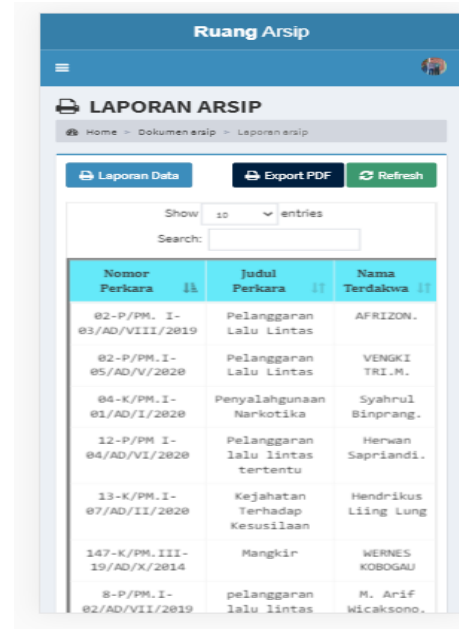 Ruang Arsip
LAPORAN ARSIP
Home > Dokumen arsip > Laporan arsip
Laporan Data Export PDF Refresh
Show 10 entries
Search:
Nomor Perkara Judul Perkara Nama Terdakwa
02-P/PM. I-03/AD/VIII/2019 Pelanggaran Lalu Lintas AFRIZON.
02-P/PM.I-05/AD/V/2020 Pelanggaran Lalu Lintas VENGKI TRI.M.
04-K/PM.I-01/AD/I/2020 Penyalahgunaan Narkotika Syahrul Binprang.
12-P/PM I-04/AD/VI/2020 Pelanggaran lalu lintas tertentu Herwan Sapriandi.
13-K/PM.I-07/AD/II/2020 Kejahatan Terhadap Kesusilaan Hendrikus Liing Lung
147-K/PM.III-19/AD/X/2014 Mangkir WERNES KOBOGAU
8-P/PM.I-02/AD/VII/2019 pelanggaran lalu lintas M. Arif Wicaksono.